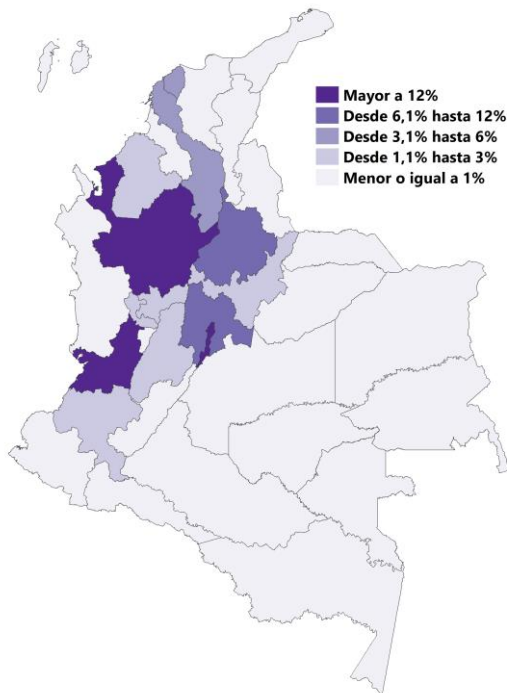 Mayor a 12%
Desde 6,1% hasta 12%
Desde 3,1% hasta 6%
Desde 1,1% hasta 3%
Menor o igual a 1%